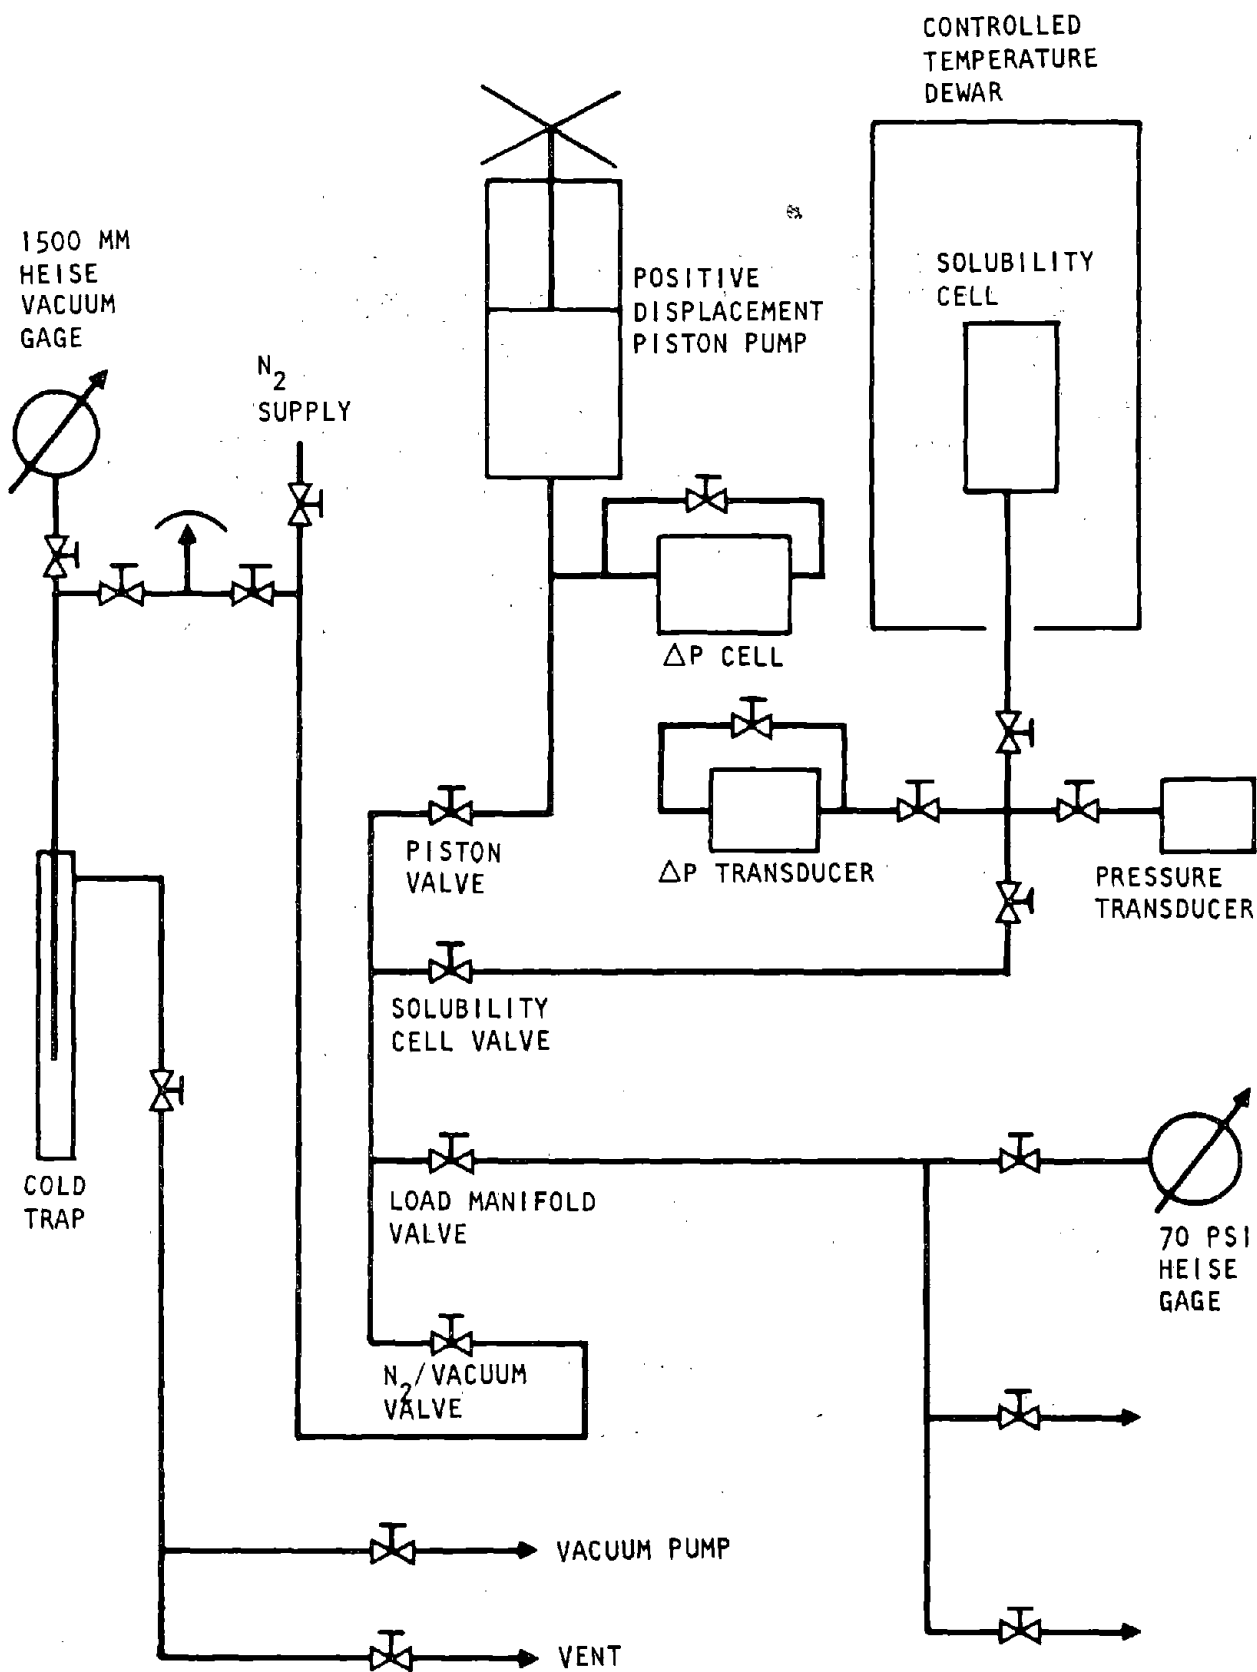 CONTROLLED
TEMPERATURE
DEWAR
1500 MM
HEISE
VACUUM
GAGE
N2
SUPPLY
POSITIVE
DISPLACEMENT
PISTON PUMP
SOLUBILITY
CELL
△P CELL
PISTON
VALVE
△P TRANSDUCER
PRESSURE
TRANSDUCER
SOLUBILITY
CELL VALVE
COLD
TRAP
LOAD MANIFOLD
VALVE
70 PSI
HEISE
GAGE
N2/VACUUM
VALVE
VACUUM PUMP
VENT